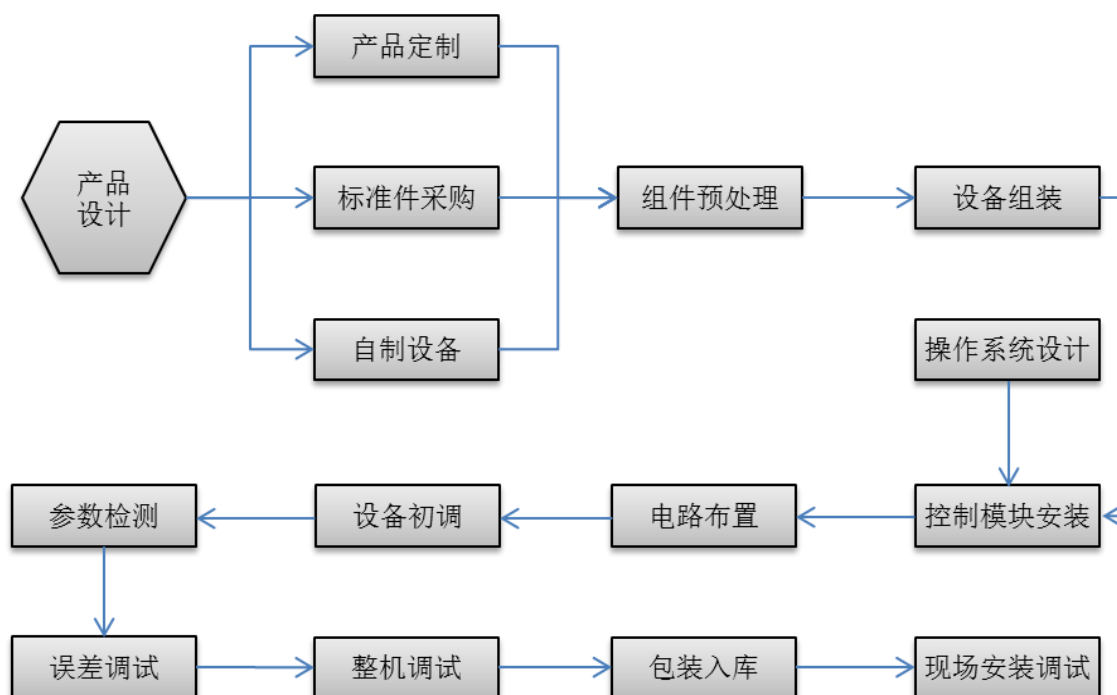 产品定制
产品
设计
标准件采购
组件预处理
设备组装
自制设备
操作系统设计
参数检测
设备初调
电路布置
控制模块安装
误差调试
整机调试
包装入库
现场安装调试